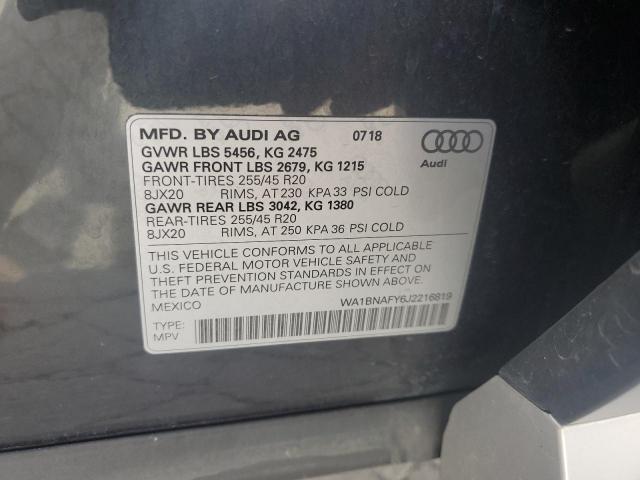 MFD. BY AUDI AG 07 18
GVWR LBS 5456, KG 2475
GAWR FRONT LBS 2679, KG 1215
FRONT-TIRES 255/45 R20
8JX20 RIMS, AT 230 KPA 33 PSI COLD
GAWR REAR LBS 3042, KG 1380
REAR-TIRES 255/45 R20
8JX20 RIMS, AT 250 KPA 36 PSI COLD
Audi
THIS VEHICLE CONFORMS TO ALL APPLICABLE
U.S. FEDERAL MOTOR VEHICLE SAFETY AND
THEFT PREVENTION STANDARDS IN EFFECT ON
THE DATE OF MANUFACTURE SHOWN ABOVE.
MEXICO WA1BNAFY6J2216819
TYPE:
MPV